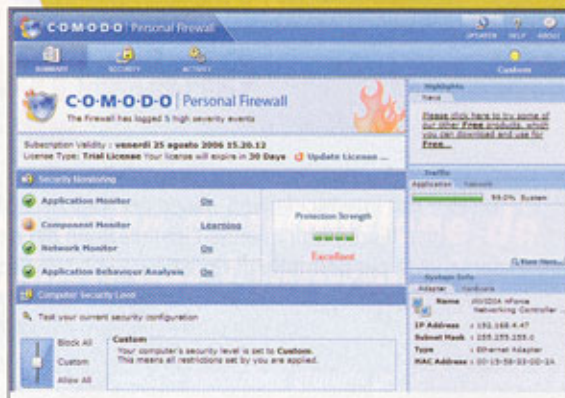 C·O·M·O·D·O | Personal Firewall
UPDATER HELP ABOUT
SUMMARY SECURITY ACTIVITY
Custom
C·O·M·O·D·O | Personal Firewall
The Firewall has logged 5 high severity events
Subscription Validity : venerdì 25 agosto 2006 15.20.12
License Type: Trial License Your license will expire in 30 Days Update License ...
Security Monitoring
Application Monitor On
Component Monitor Learning
Network Monitor On
Application Behaviour Analysis On
Protection Strength
Excellent
Computer Security Level
Test your current security configuration
Block All
Custom
Allow All
Custom
Your computer's security level is set to Custom.
This means all restrictions set by you are applied.
Highlights
News
Please click here to try some of
our other Free products, which
you can download and use for
Free...
Traffic
Application Network
System
View More...
System Info
Adapter Hardware
Name : NVIDIA nForce
Networking Controller ...
IP Address : 192.168.4.47
Subnet Mask : 255.255.255.0
Type : Ethernet Adapter
MAC Address :